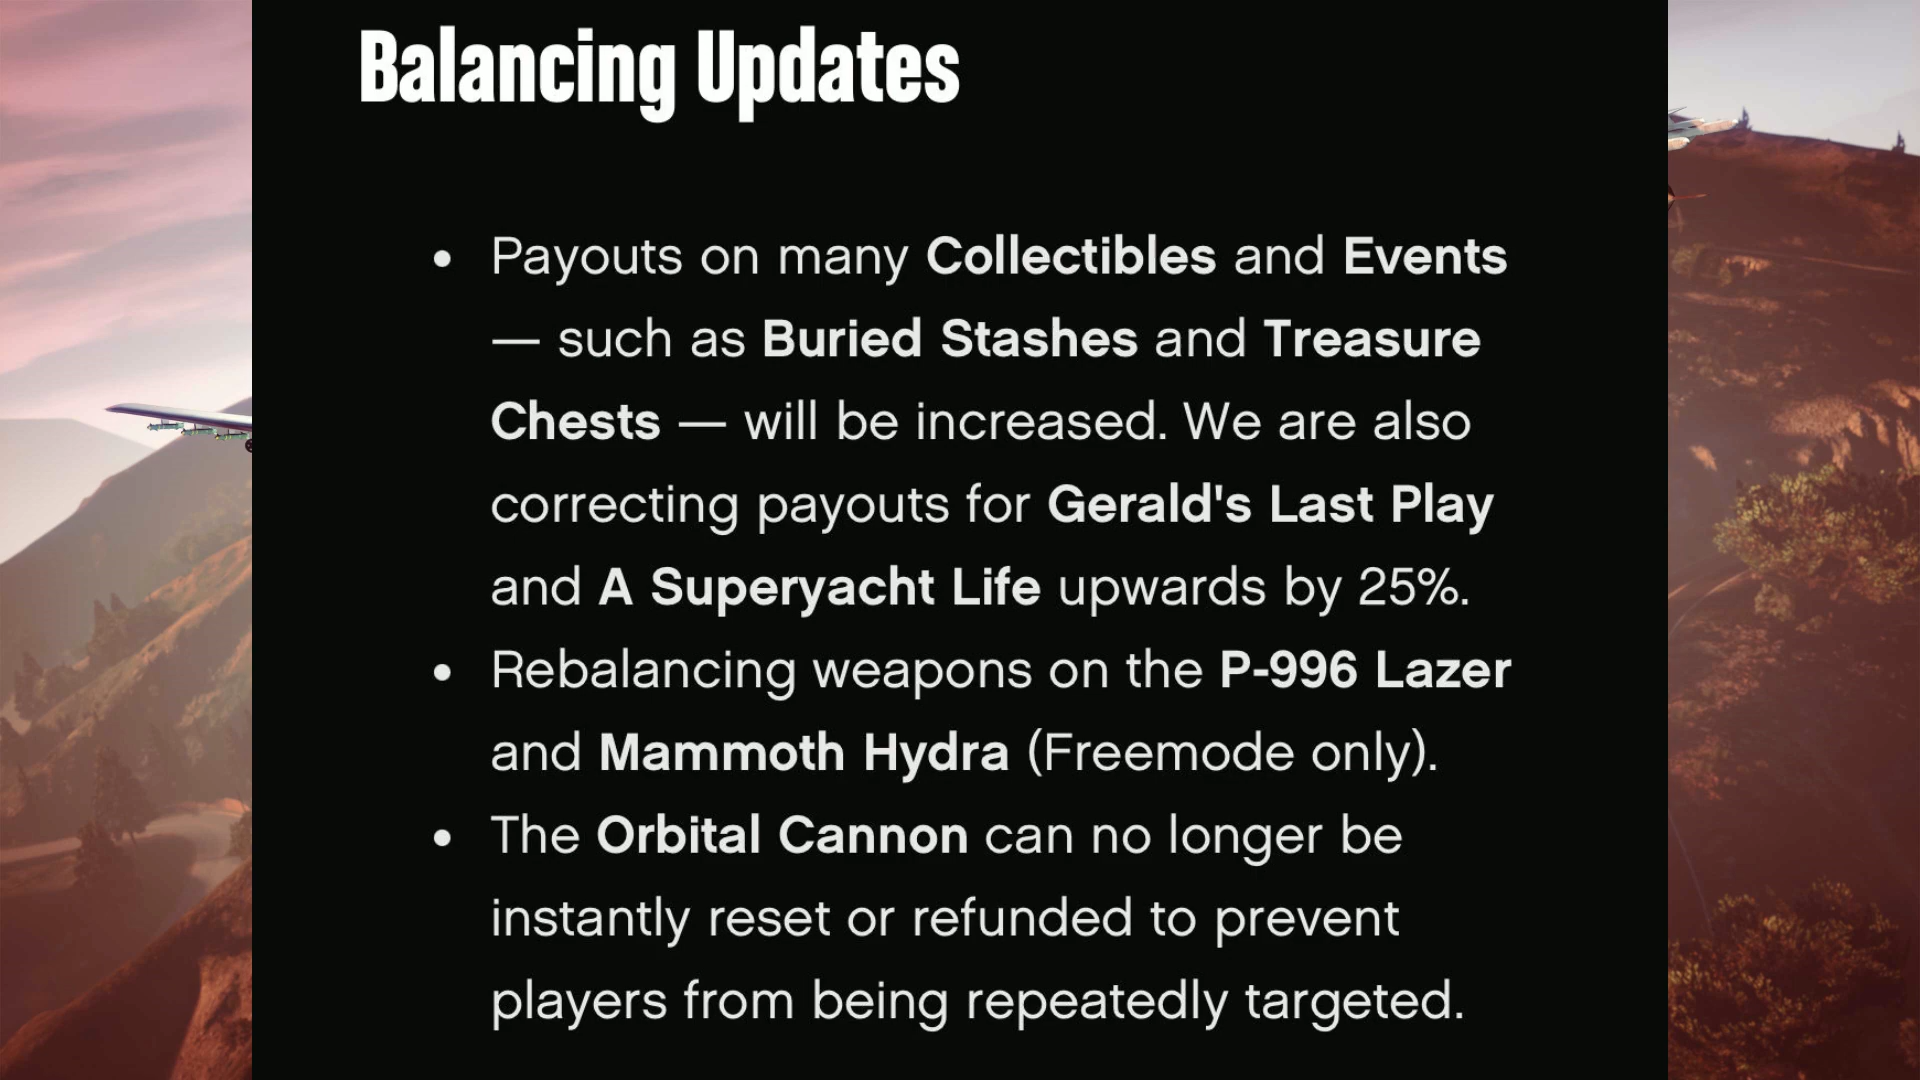 Balancing Updates
• Payouts on many Collectibles and Events
— such as Buried Stashes and Treasure
Chests — will be increased. We are also
correcting payouts for Gerald's Last Play
and A Superyacht Life upwards by 25%.
• Rebalancing weapons on the P-996 Lazer
and Mammoth Hydra (Freemode only).
• The Orbital Cannon can no longer be
instantly reset or refunded to prevent
players from being repeatedly targeted.